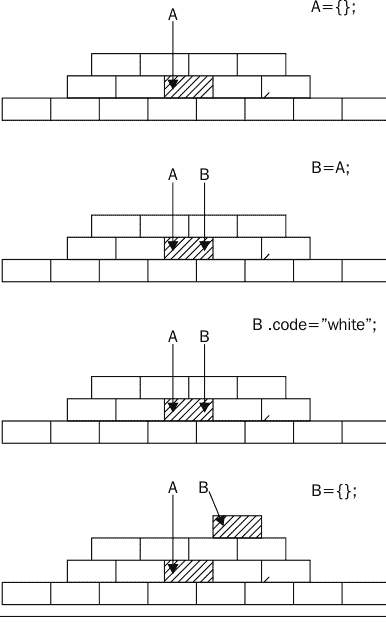 A
A={};
A B
B=A;
B .code=”white”;
A B
B={};
A B